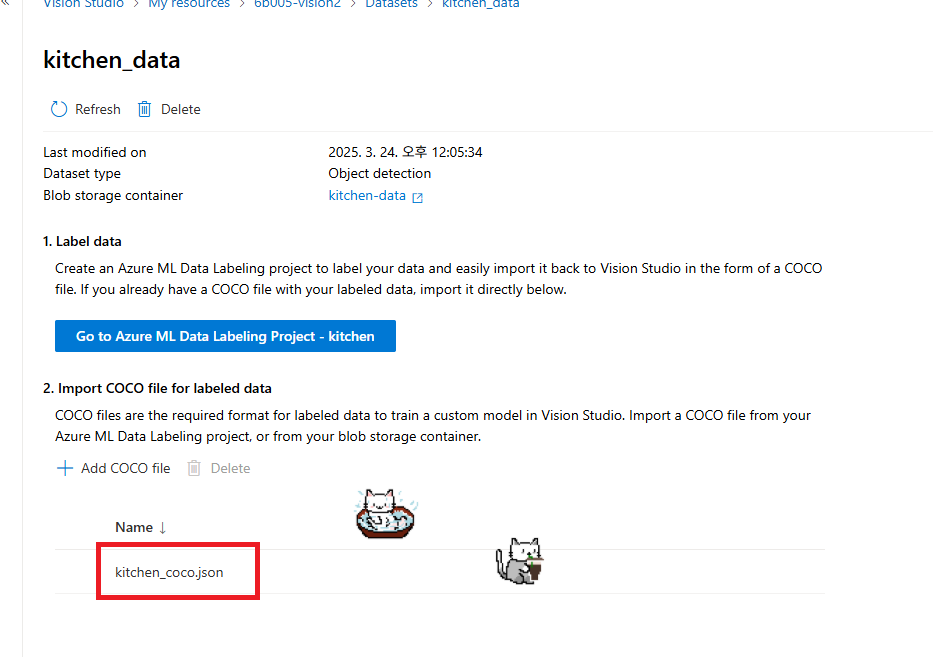 Vision Studio > My resources > 6b005-vision2 > Datasets > kitchen_data
kitchen_data
Refresh Delete
Last modified on 2025. 3. 24. 오후 12:05:34
Dataset type Object detection
Blob storage container kitchen-data
1. Label data
Create an Azure ML Data Labeling project to label your data and easily import it back to Vision Studio in the form of a COCO
file. If you already have a COCO file with your labeled data, import it directly below.
Go to Azure ML Data Labeling Project - kitchen
2. Import COCO file for labeled data
COCO files are the required format for labeled data to train a custom model in Vision Studio. Import a COCO file from your
Azure ML Data Labeling project, or from your blob storage container.
+ Add COCO file Delete
Name ↓
kitchen_coco.json